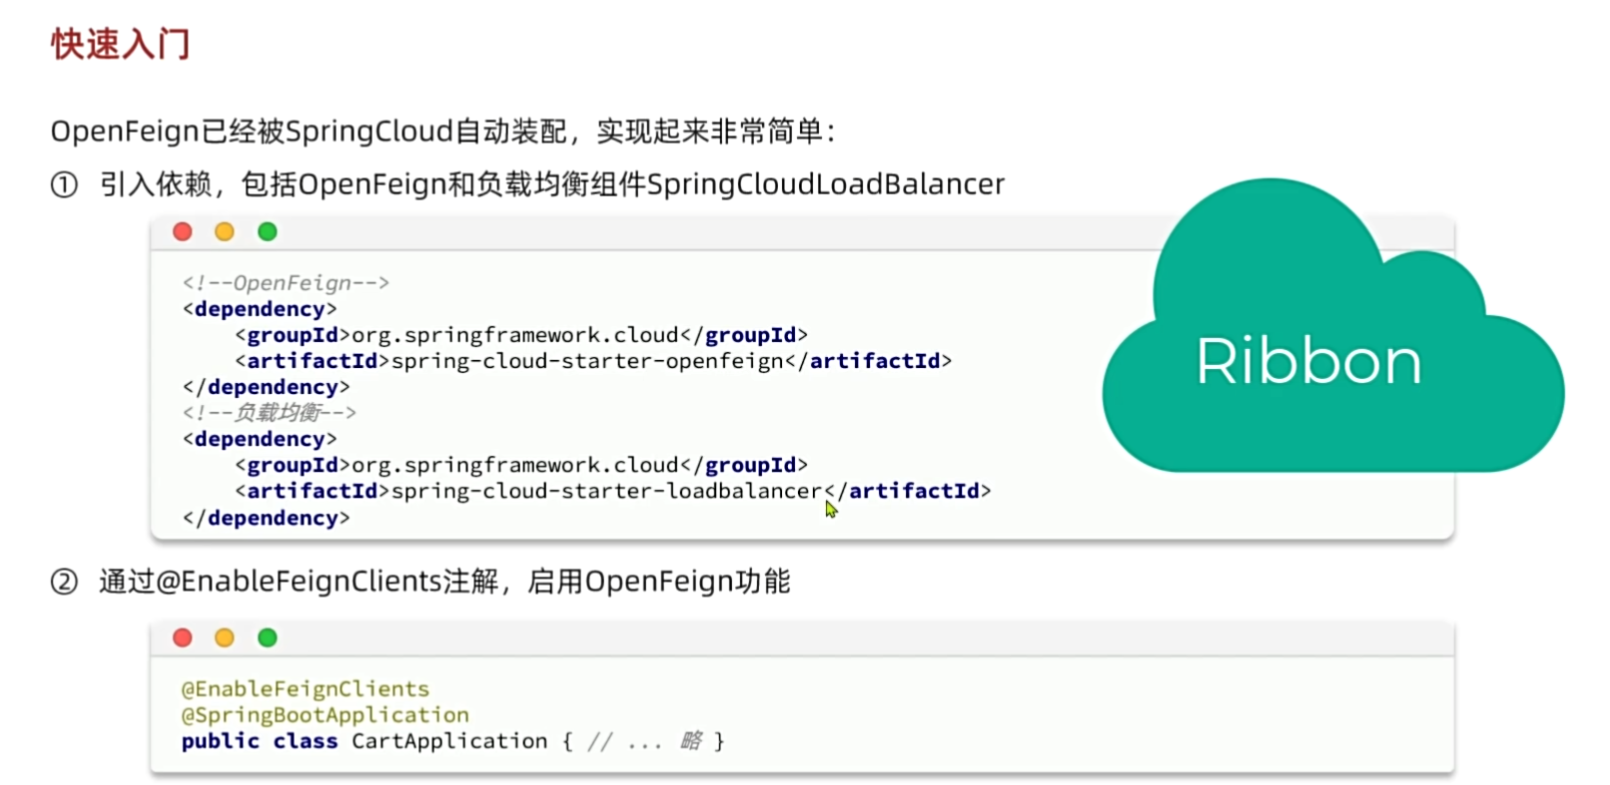 快速入门
OpenFeign已经被SpringCloud自动装配，实现起来非常简单：
① 引入依赖，包括OpenFeign和负载均衡组件SpringCloudLoadBalancer
<!--OpenFeign-->
<dependency>
    <groupId>org.springframework.cloud</groupId>
    <artifactId>spring-cloud-starter-openfeign</artifactId>
</dependency>
<!--负载均衡-->
<dependency>
    <groupId>org.springframework.cloud</groupId>
    <artifactId>spring-cloud-starter-loadbalancer</artifactId>
</dependency>
Ribbon
② 通过@EnableFeignClients注解，启用OpenFeign功能
@EnableFeignClients
@SpringBootApplication
public class CartApplication { // ... 略 }